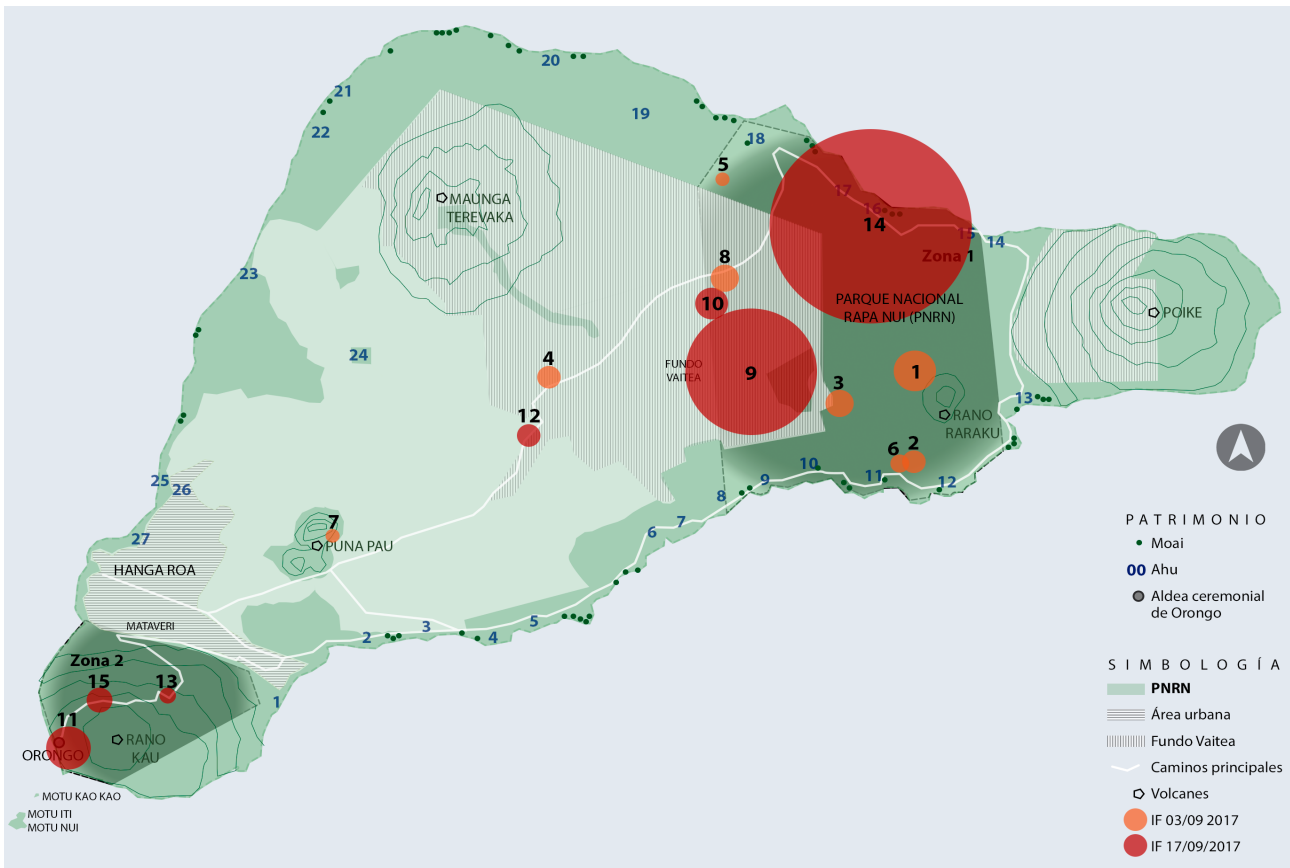 20
21
19
22
18
5
17
MAUNGA
TEREVAKA
16
14
15
14
Zona 1
23
8
10
PARQUE NACIONAL
RAPA NUI (PNRN)
POIKE
24
4
FUNDO
VAITEA
9
3
1
13
12
RANO
RARAKU
6
2
10
11
9
12
8
25
26
7
6
27
7
PUNA PAU
HANGA ROA
5
MATAVERI
2
3
4
Zona 2
15
13
1
11
ORONGO
RANO
KAU
MOTU KAO KAO
MOTU ITI
MOTU NUI
PATRIMONIO
Moai
00 Ahu
Aldea ceremonial
de Orongo
SIMBOLOGÍA
PNRN
Área urbana
Fundo Vaitea
Caminos principales
Volcanes
IF 03/09 2017
IF 17/09/2017